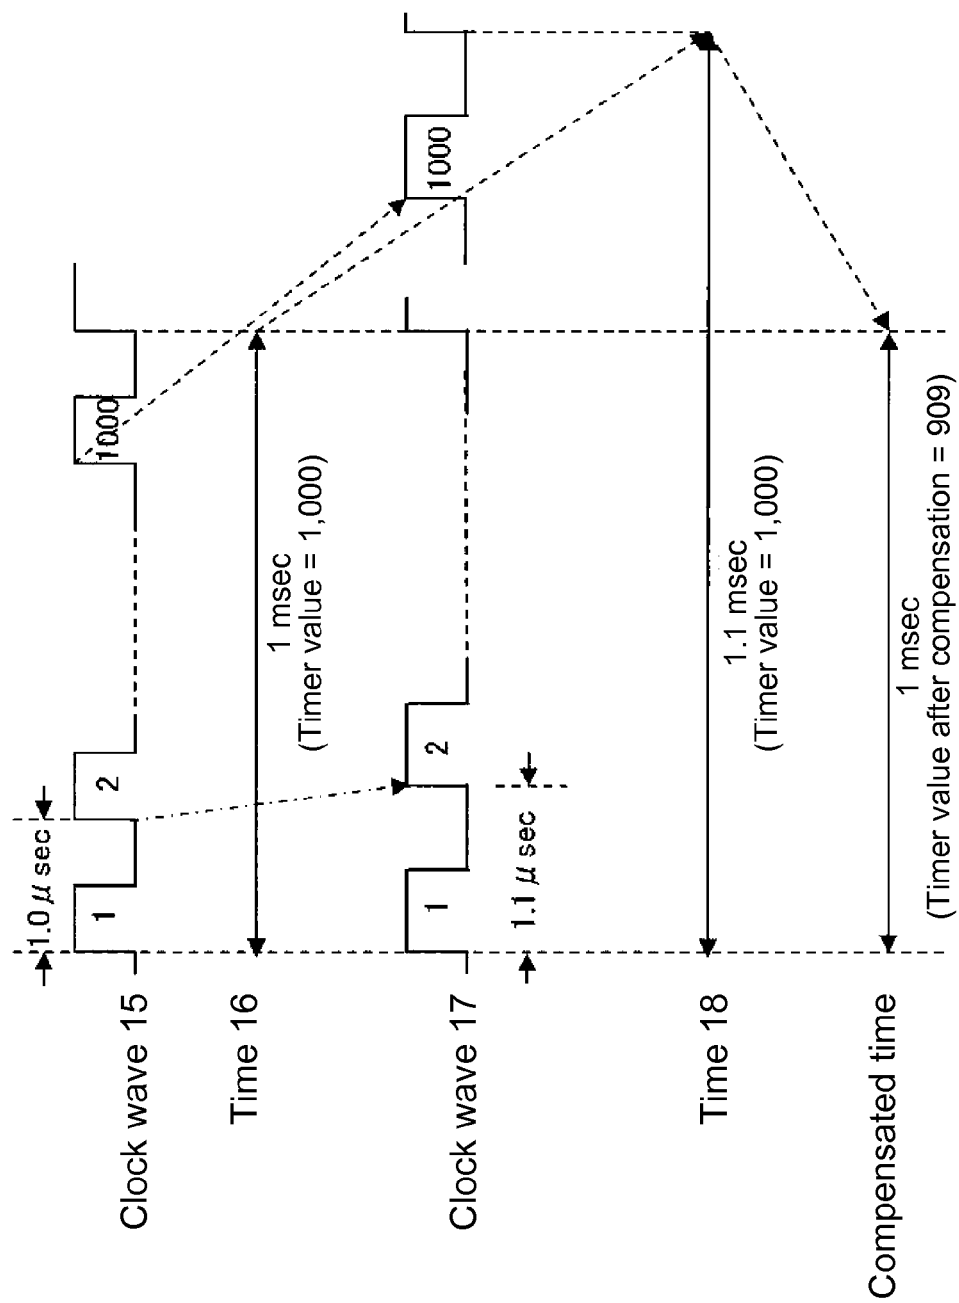 1.0 μ sec
Clock wave 15
1
2
1000
Time 16
1 msec
(Timer value = 1,000)
Clock wave 17
1
2
1000
1.1 μ sec
Time 18
1.1 msec
(Timer value = 1,000)
Compensated time
1 msec
(Timer value after compensation = 909)